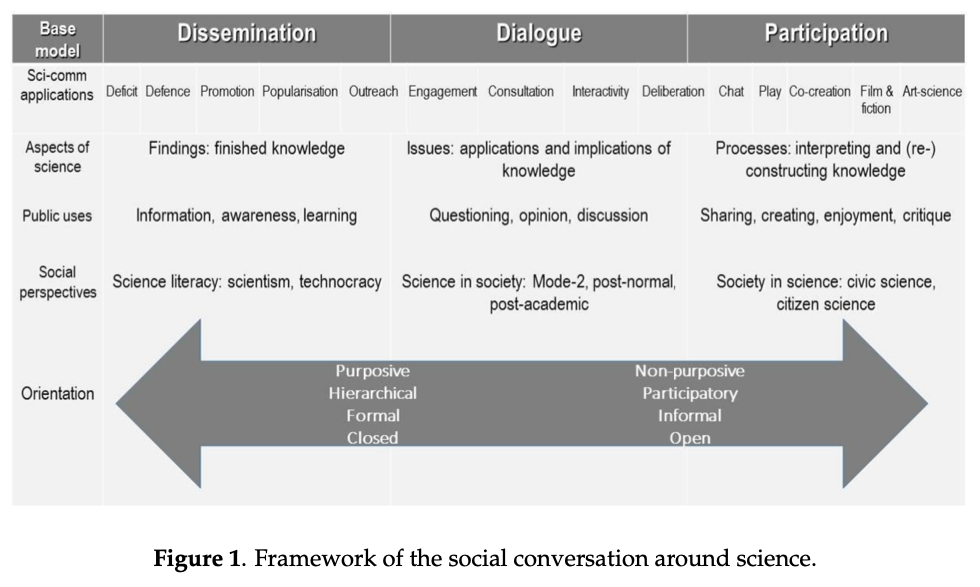 Base model Dissemination Dialogue Participation
Sci-comm applications Deficit Defence Promotion Popularisation Outreach Engagement Consultation Interactivity Deliberation Chat Play Co-creation Film & fiction Art-science
Aspects of science Findings: finished knowledge Issues: applications and implications of knowledge Processes: interpreting and (re-) constructing knowledge
Public uses Information, awareness, learning Questioning, opinion, discussion Sharing, creating, enjoyment, critique
Social perspectives Science literacy: scientism, technocracy Science in society: Mode-2, post-normal, post-academic Society in science: civic science, citizen science
Orientation
Purposive Non-purposive
Hierarchical Participatory
Formal Informal
Closed Open
Figure 1. Framework of the social conversation around science.